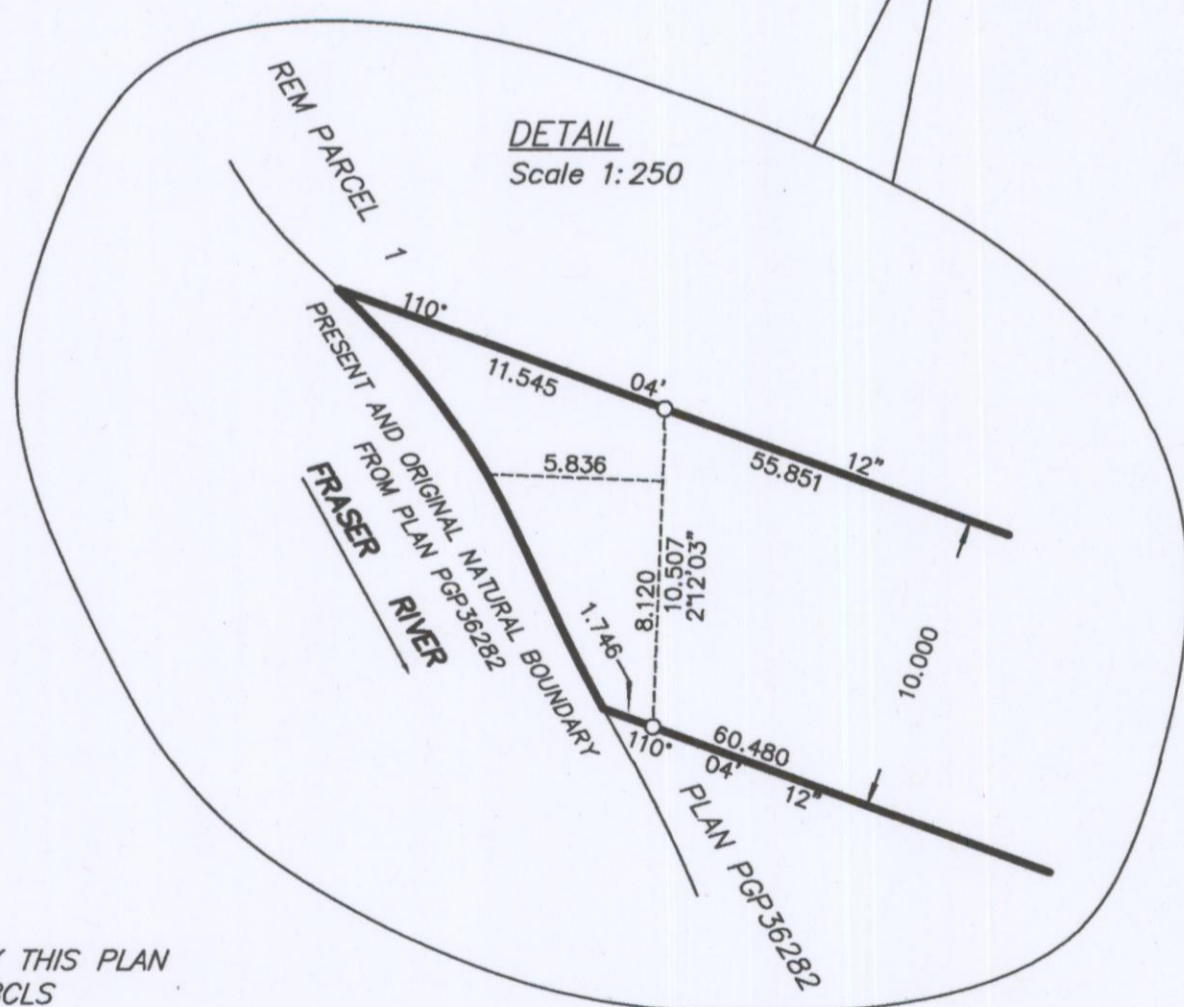 DETAIL
Scale 1:250
REM PARCEL 1
110°
11.545
04'
55.851
12"
PRESENT AND ORIGINAL NATURAL BOUNDARY
FROM PLAN PGP36282
FRASER RIVER
5.836
8.120
10.507
2°12'03"
1.746
10.000
110°
60.480
04'
12"
PLAN PGP36282
THIS PLAN
BCLS